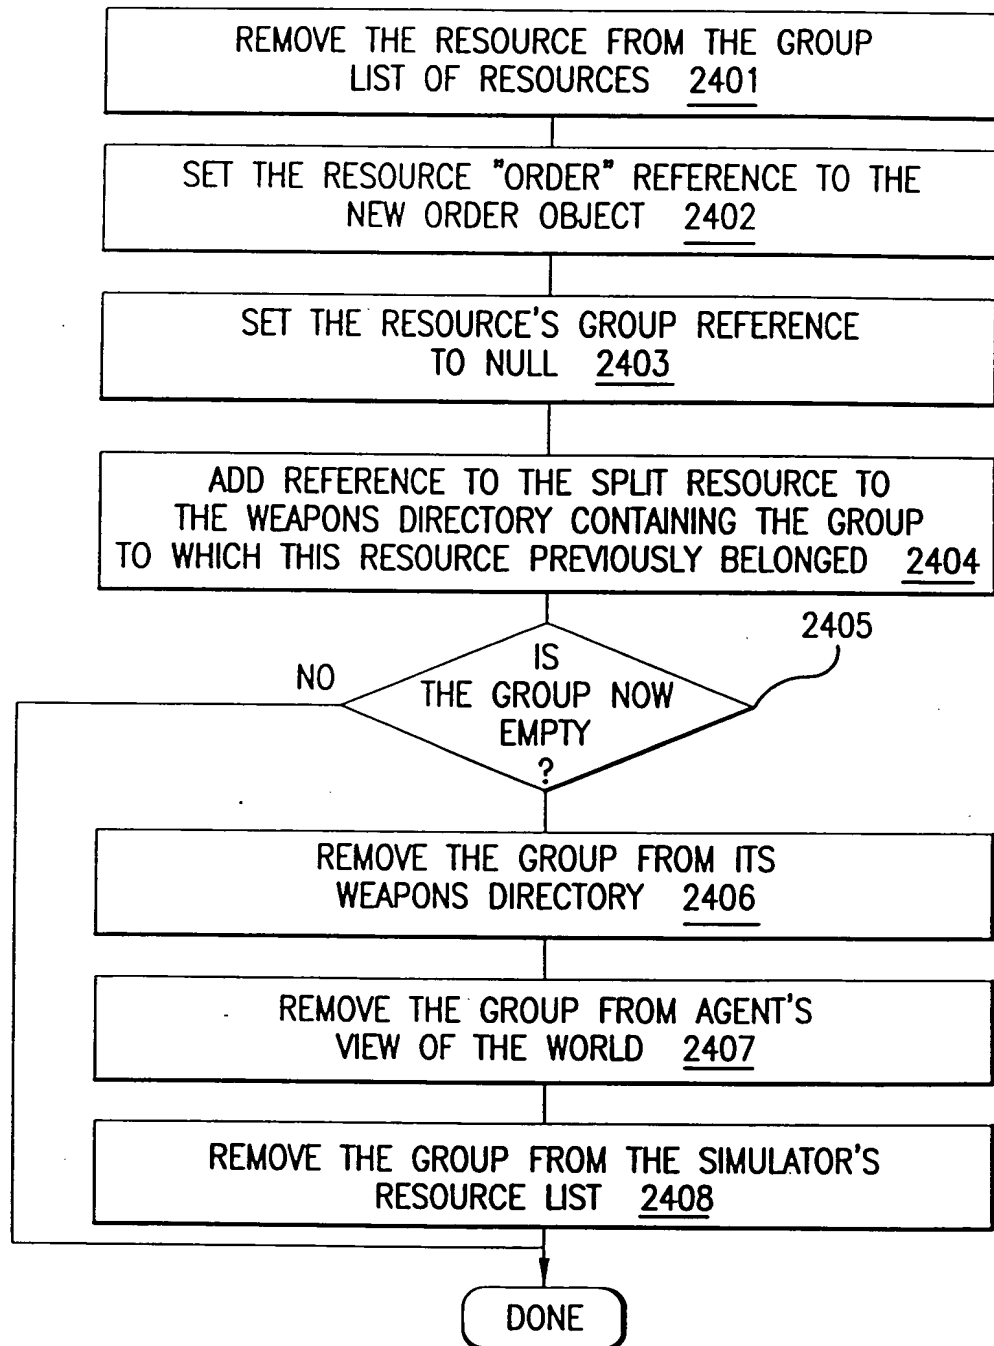 REMOVE THE RESOURCE FROM THE GROUP
LIST OF RESOURCES 2401
SET THE RESOURCE "ORDER" REFERENCE TO THE
NEW ORDER OBJECT 2402
SET THE RESOURCE'S GROUP REFERENCE
TO NULL 2403
ADD REFERENCE TO THE SPLIT RESOURCE TO
THE WEAPONS DIRECTORY CONTAINING THE GROUP
TO WHICH THIS RESOURCE PREVIOUSLY BELONGED 2404
2405
NO
IS
THE GROUP NOW
EMPTY
?
REMOVE THE GROUP FROM ITS
WEAPONS DIRECTORY 2406
REMOVE THE GROUP FROM AGENT'S
VIEW OF THE WORLD 2407
REMOVE THE GROUP FROM THE SIMULATOR'S
RESOURCE LIST 2408
DONE